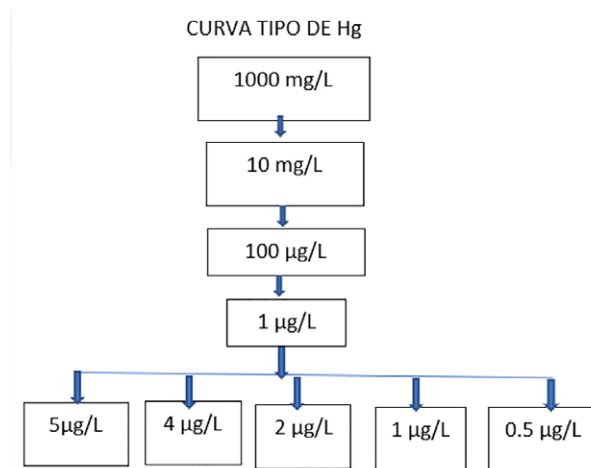 CURVA TIPO DE Hg
1000 mg/L
10 mg/L
100 µg/L
1 µg/L
5µg/L
4 µg/L
2 µg/L
1 µg/L
0.5 µg/L